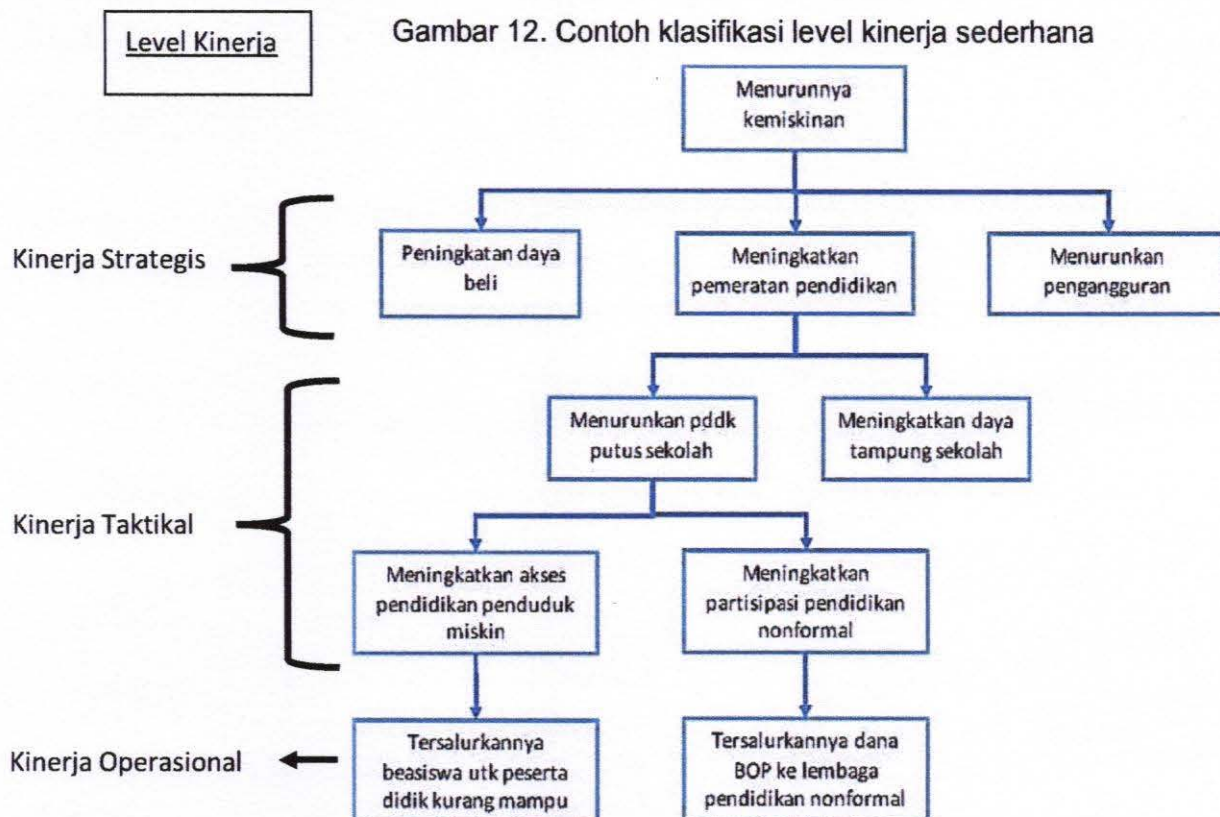 Level Kinerja
Gambar 12. Contoh klasifikasi level kinerja sederhana
Menurunnya
kemiskinan
Kinerja Strategis
Peningkatan daya
beli
Meningkatkan
pemeratan pendidikan
Menurunkan
pengangguran
Kinerja Taktikal
Menurunkan pddk
putus sekolah
Meningkatkan daya
tampung sekolah
Meningkatkan akses
pendidikan penduduk
miskin
Meningkatkan
partisipasi pendidikan
nonformal
Kinerja Operasional
Tersalurkannya
beasiswa utk peserta
didik kurang mampu
Tersalurkannya dana
BOP ke lembaga
pendidikan nonformal